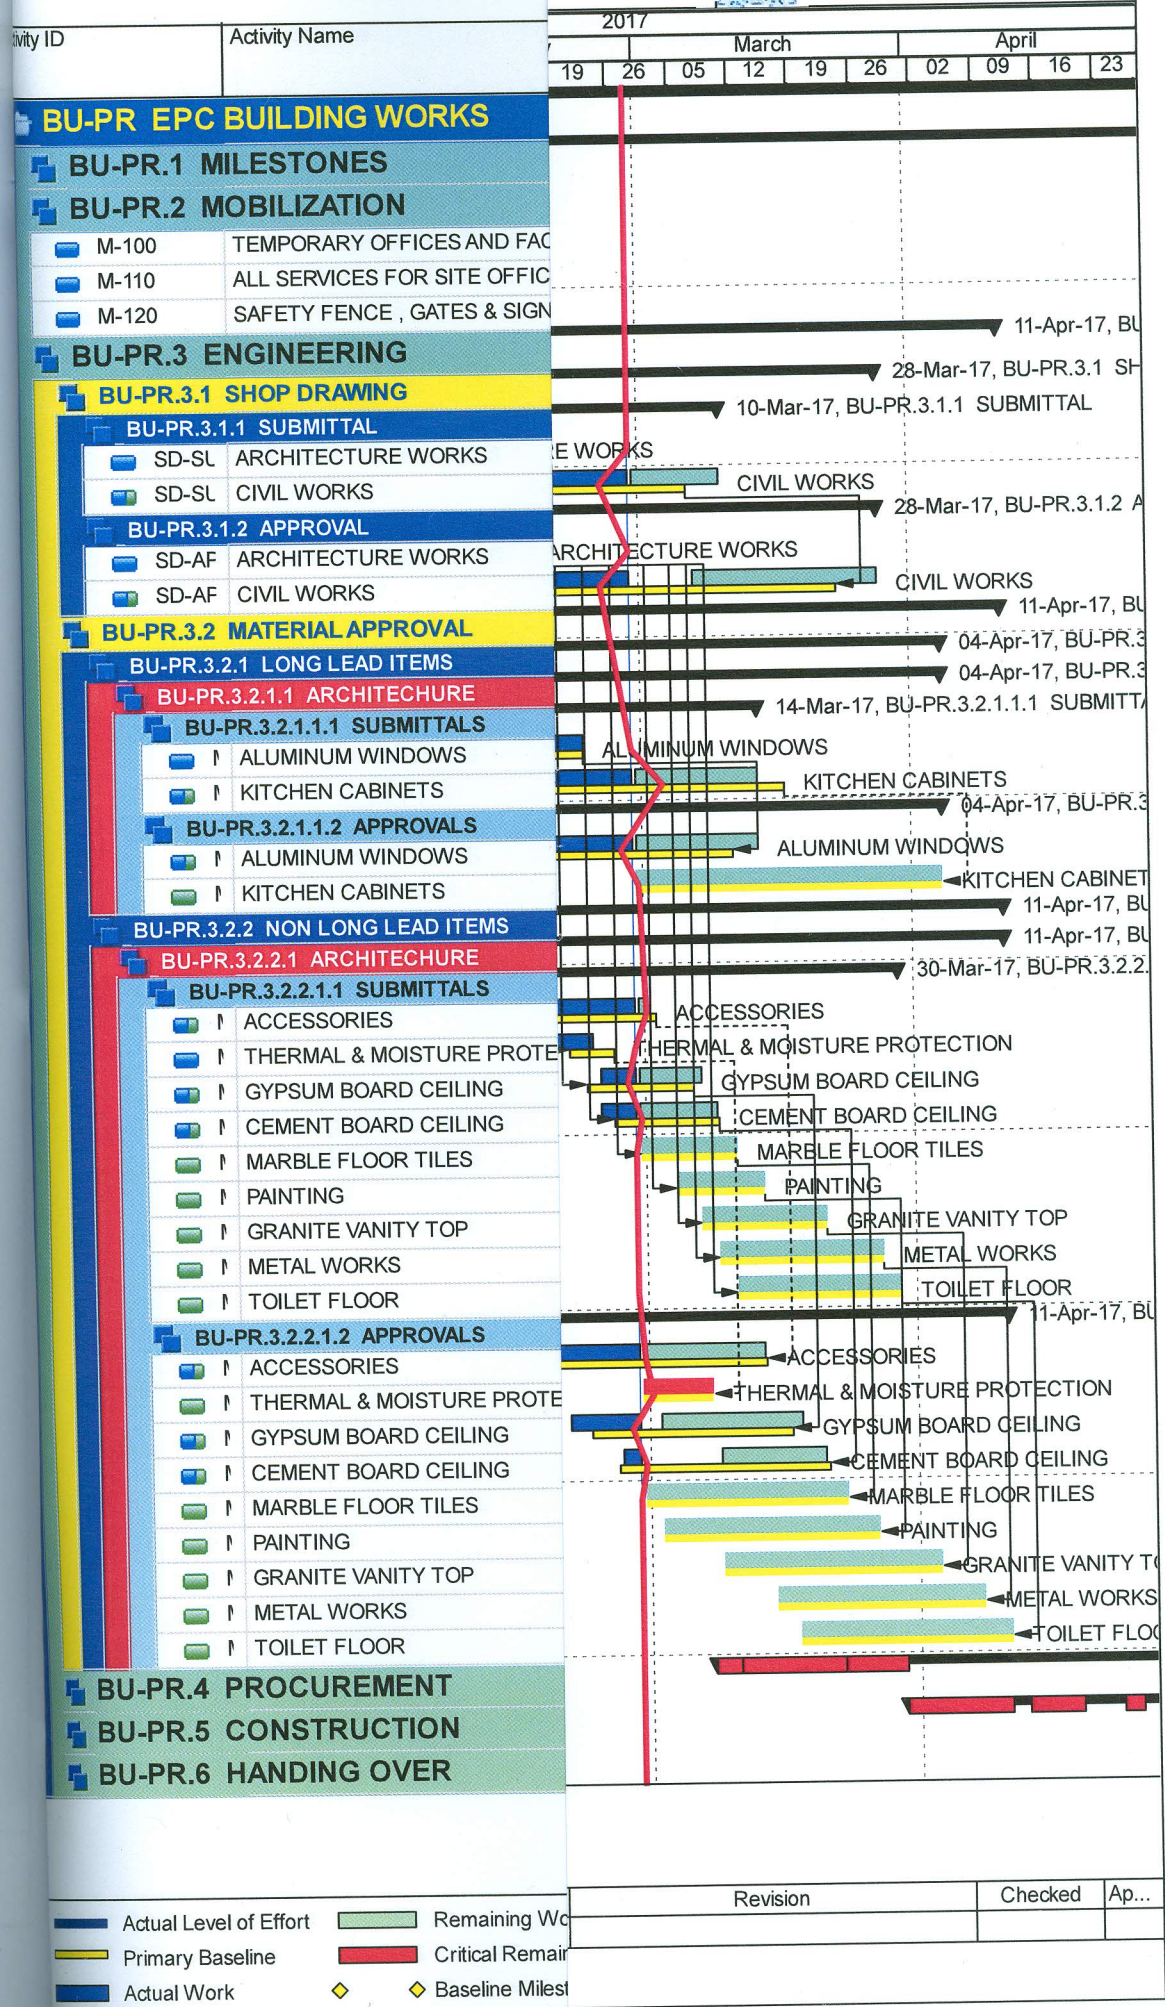 2017
ivity ID Activity Name March April
19 26 05 12 19 26 02 09 16 23
BU-PR EPC BUILDING WORKS
BU-PR.1 MILESTONES
BU-PR.2 MOBILIZATION
M-100 TEMPORARY OFFICES AND FAC
M-110 ALL SERVICES FOR SITE OFFIC
M-120 SAFETY FENCE , GATES & SIGN
11-Apr-17, BU
BU-PR.3 ENGINEERING
28-Mar-17, BU-PR.3.1 SH
BU-PR.3.1 SHOP DRAWING
10-Mar-17, BU-PR.3.1.1 SUBMITTAL
BU-PR.3.1.1 SUBMITTAL
SD-SU ARCHITECTURE WORKS RE WORKS
SD-SU CIVIL WORKS CIVIL WORKS
28-Mar-17, BU-PR.3.1.2 A
BU-PR.3.1.2 APPROVAL
SD-AF ARCHITECTURE WORKS ARCHITECTURE WORKS
SD-AF CIVIL WORKS CIVIL WORKS
11-Apr-17, BU
BU-PR.3.2 MATERIAL APPROVAL
04-Apr-17, BU-PR.3
BU-PR.3.2.1 LONG LEAD ITEMS
04-Apr-17, BU-PR.3
BU-PR.3.2.1.1 ARCHITECHURE
14-Mar-17, BU-PR.3.2.1.1.1 SUBMITTA
BU-PR.3.2.1.1.1 SUBMITTALS
ALUMINUM WINDOWS ALUMINUM WINDOWS
KITCHEN CABINETS KITCHEN CABINETS
04-Apr-17, BU-PR.3
BU-PR.3.2.1.1.2 APPROVALS
ALUMINUM WINDOWS ALUMINUM WINDOWS
KITCHEN CABINETS KITCHEN CABINET
11-Apr-17, BU
BU-PR.3.2.2 NON LONG LEAD ITEMS
11-Apr-17, BU
BU-PR.3.2.2.1 ARCHITECHURE
30-Mar-17, BU-PR.3.2.2.
BU-PR.3.2.2.1.1 SUBMITTALS
ACCESSORIES ACCESSORIES
THERMAL & MOISTURE PROTE THERMAL & MOISTURE PROTECTION
GYPSUM BOARD CEILING GYPSUM BOARD CEILING
CEMENT BOARD CEILING CEMENT BOARD CEILING
MARBLE FLOOR TILES MARBLE FLOOR TILES
PAINTING PAINTING
GRANITE VANITY TOP GRANITE VANITY TOP
METAL WORKS METAL WORKS
TOILET FLOOR TOILET FLOOR
11-Apr-17, BU
BU-PR.3.2.2.1.2 APPROVALS
ACCESSORIES ACCESSORIES
THERMAL & MOISTURE PROTE THERMAL & MOISTURE PROTECTION
GYPSUM BOARD CEILING GYPSUM BOARD CEILING
CEMENT BOARD CEILING CEMENT BOARD CEILING
MARBLE FLOOR TILES MARBLE FLOOR TILES
PAINTING PAINTING
GRANITE VANITY TOP GRANITE VANITY TO
METAL WORKS METAL WORKS
TOILET FLOOR TOILET FLOO
BU-PR.4 PROCUREMENT
BU-PR.5 CONSTRUCTION
BU-PR.6 HANDING OVER
Revision Checked Ap...
Actual Level of Effort Remaining Wo
Primary Baseline Critical Remain
Actual Work Baseline Milest